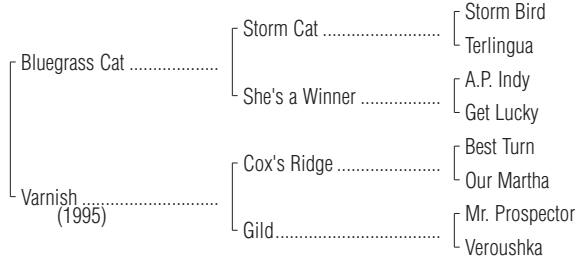 Storm Bird
Storm Cat ........................
Bluegrass Cat ..................
Terlingua
She's a Winner ................
A.P. Indy
Get Lucky
Cox's Ridge .....................
Best Turn
Our Martha
Varnish ............................
(1995)
Gild..................................
Mr. Prospector
Veroushka